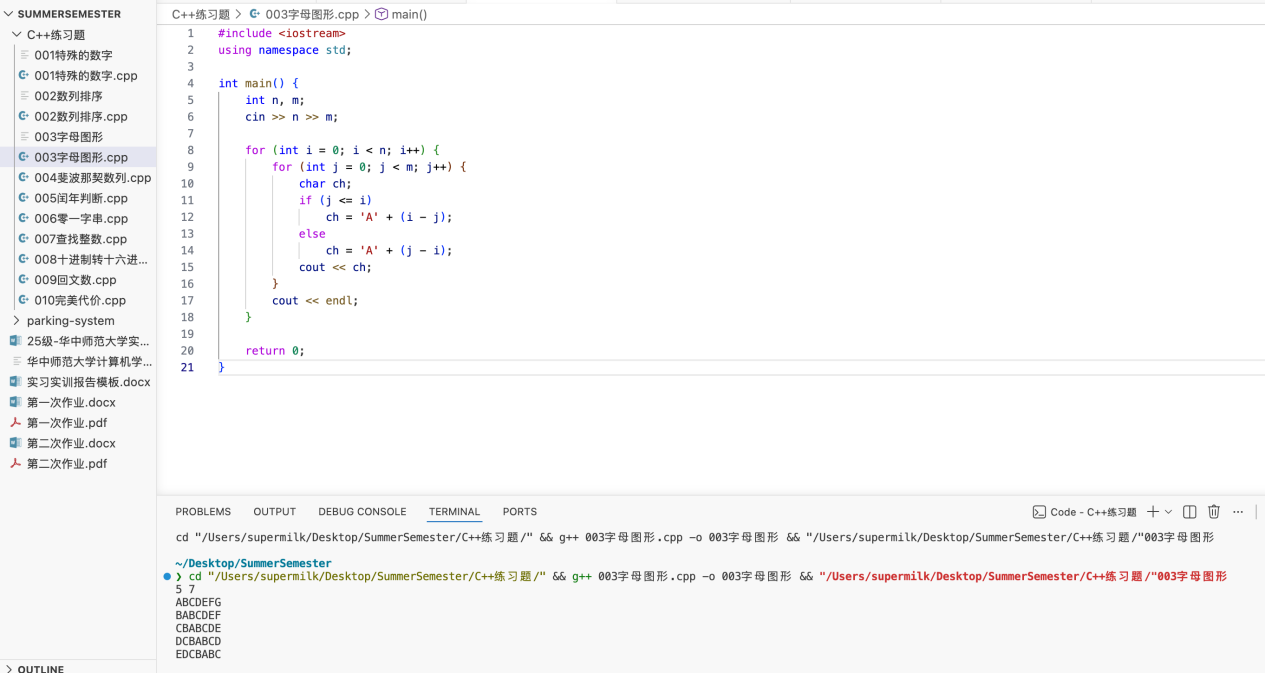 SUMMERSEMESTER
C++练习题
001特殊的数字
001特殊的数字.cpp
002数列排序
002数列排序.cpp
003字母图形
003字母图形.cpp
004斐波那契数列.cpp
005闰年判断.cpp
006零一字串.cpp
007查找整数.cpp
008十进制转十六进...
009回文数.cpp
010完美代价.cpp
parking-system
25级-华中师范大学实...
华中师范大学计算机学...
实习实训报告模板.docx
第一次作业.docx
第一次作业.pdf
第二次作业.docx
第二次作业.pdf
OUTLINE
C++练习题 > 003字母图形.cpp > main()
1 #include <iostream>
2 using namespace std;
3
4 int main() {
5 int n, m;
6 cin >> n >> m;
7
8 for (int i = 0; i < n; i++) {
9 for (int j = 0; j < m; j++) {
10 char ch;
11 if (j <= i)
12 ch = 'A' + (i - j);
13 else
14 ch = 'A' + (j - i);
15 cout << ch;
16 }
17 cout << endl;
18 }
19
20 return 0;
21 }
PROBLEMS OUTPUT DEBUG CONSOLE TERMINAL PORTS
Code - C++练习题
cd "/Users/supermilk/Desktop/SummerSemester/C++练习题/" && g++ 003字母图形.cpp -o 003字母图形 && "/Users/supermilk/Desktop/SummerSemester/C++练习题/"003字母图形
~/Desktop/SummerSemester
❯ cd "/Users/supermilk/Desktop/SummerSemester/C++练习题/" && g++ 003字母图形.cpp -o 003字母图形 && "/Users/supermilk/Desktop/SummerSemester/C++练习题/"003字母图形
5 7
ABCDEFG
BABCDEF
CBABCDE
DCBABCD
EDCBABC